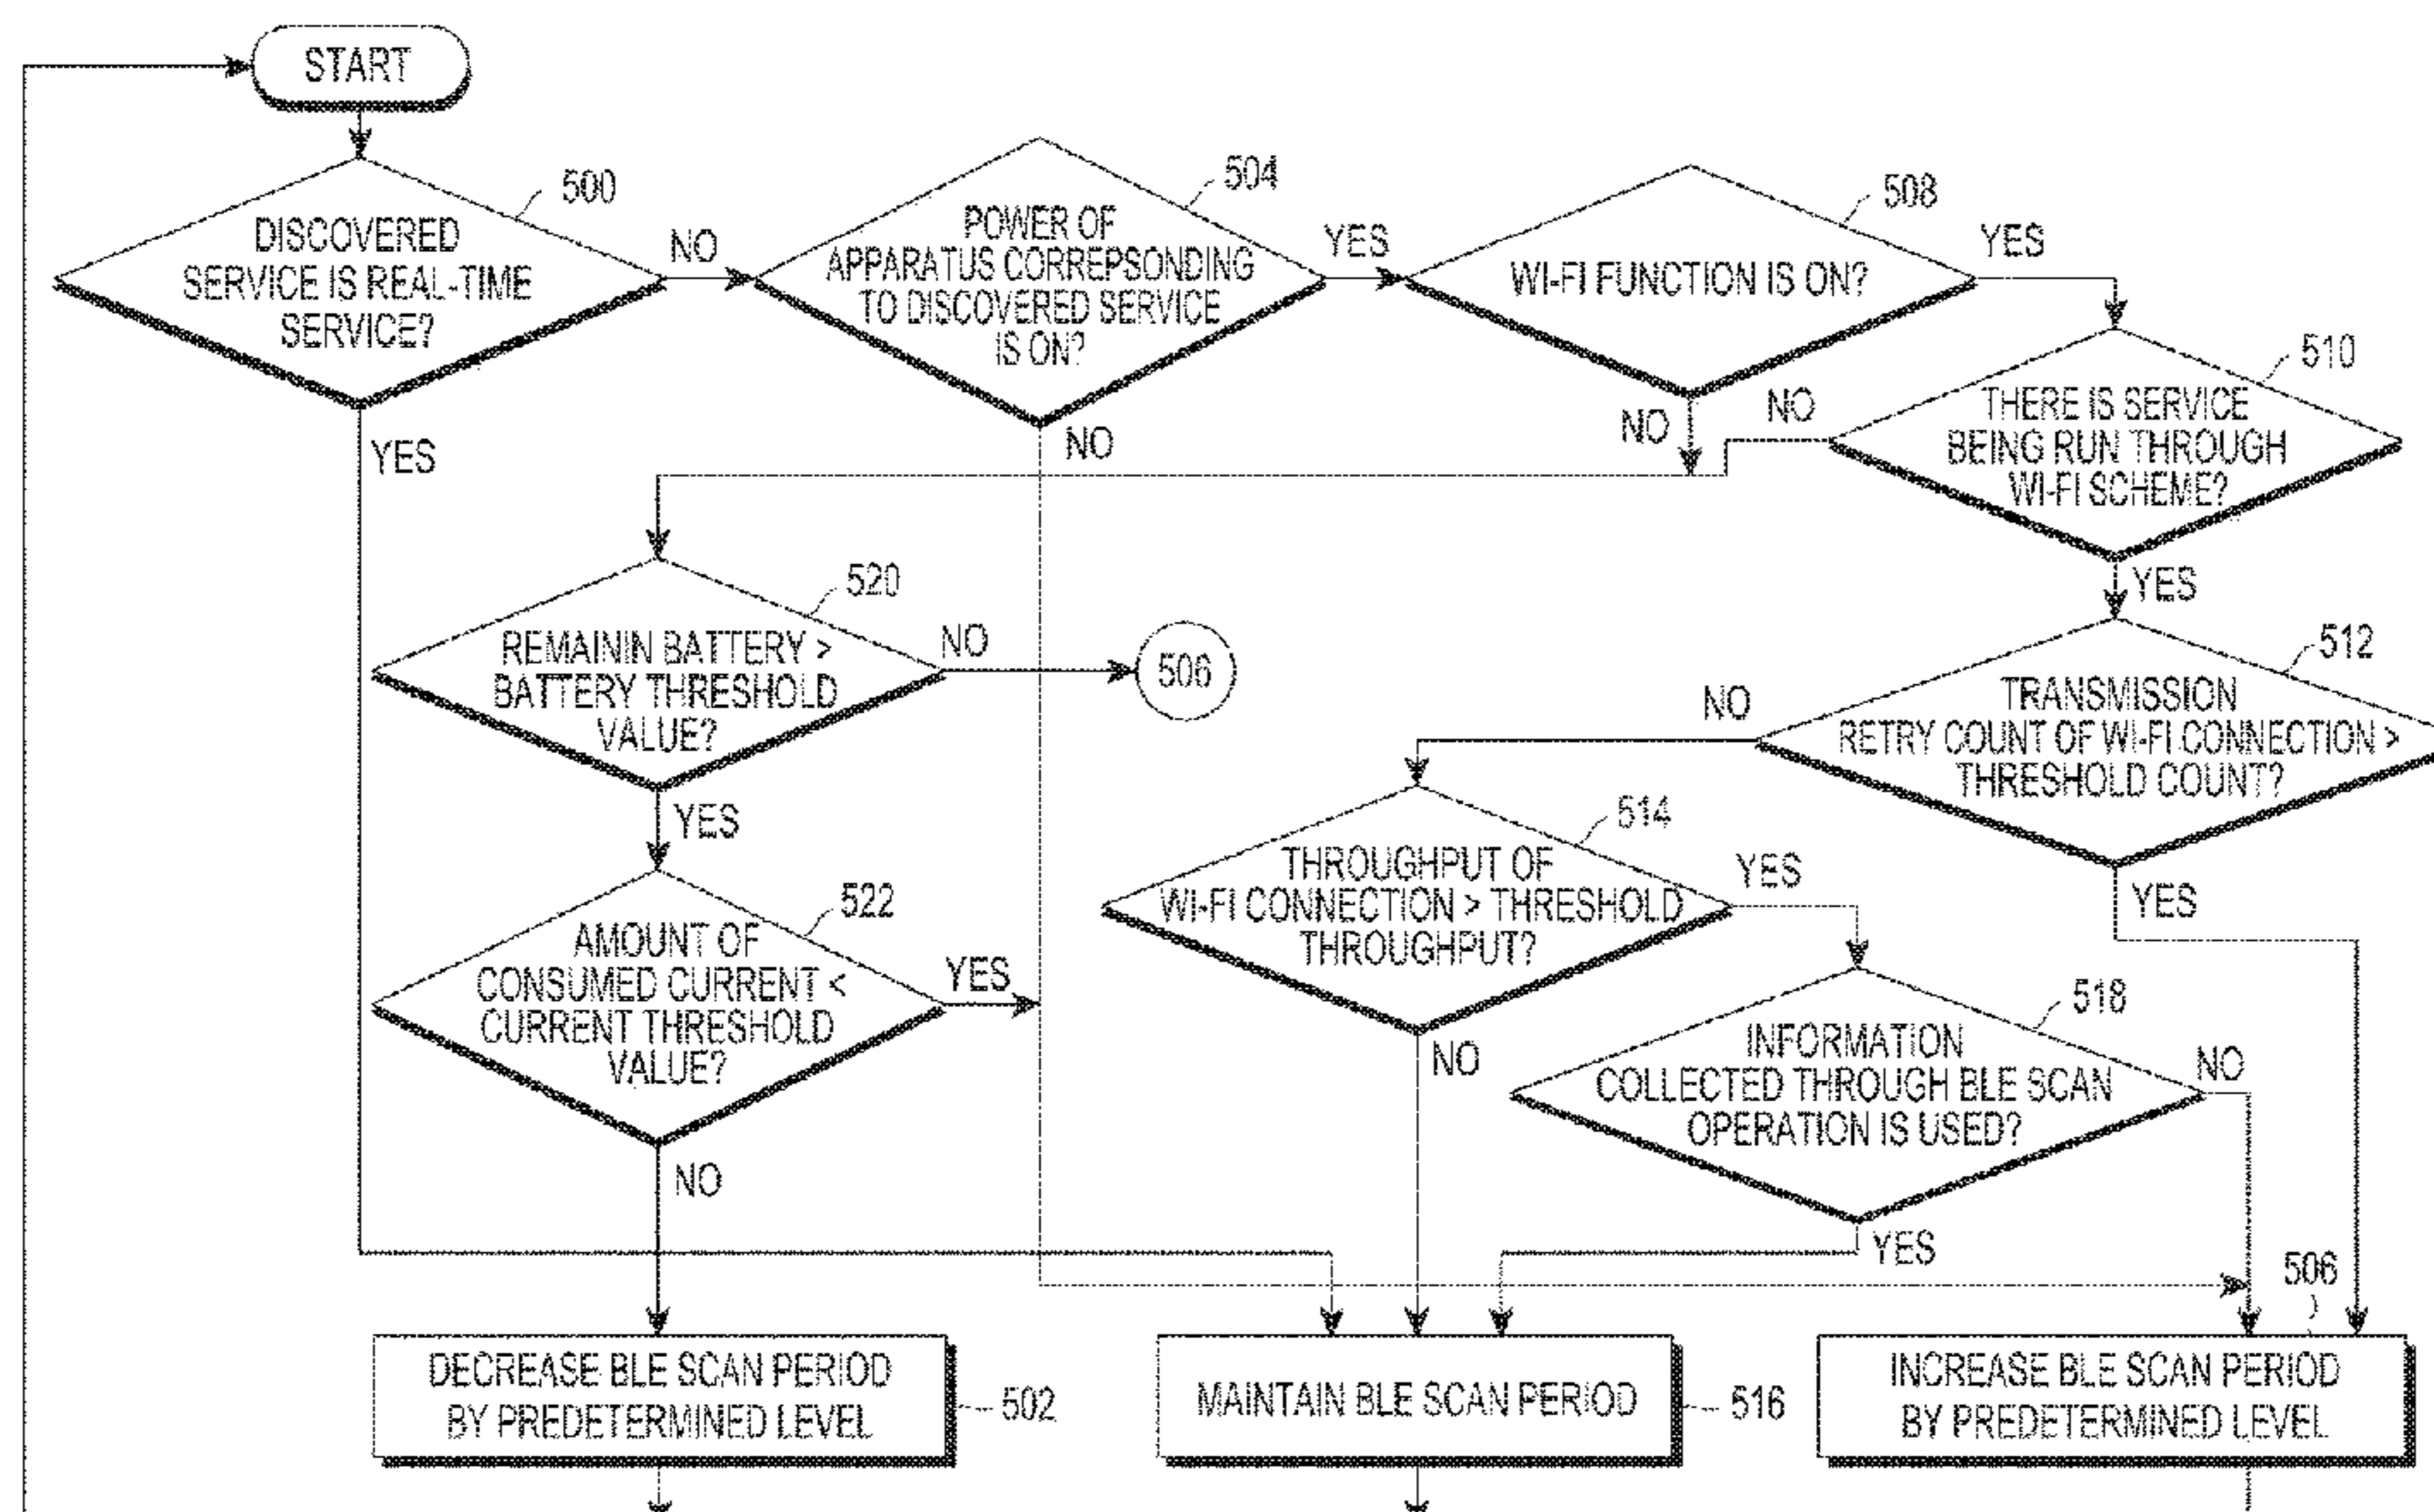 START
500
DISCOVERED
SERVICE IS REAL-TIME
SERVICE?
NO
YES
504
POWER OF
APPARATUS CORREPSONDING
TO DISCOVERED SERVICE
IS ON?
YES
NO
508
WI-FI FUNCTION IS ON?
YES
NO
510
THERE IS SERVICE
BEING RUN THROUGH
WI-FI SCHEME?
NO
YES
520
REMAININ BATTERY >
BATTERY THRESHOLD
VALUE?
NO
506
YES
512
TRANSMISSION
RETRY COUNT OF WI-FI CONNECTION >
THRESHOLD COUNT?
NO
YES
514
THROUGHPUT OF
WI-FI CONNECTION > THRESHOLD
THROUGHPUT?
YES
NO
522
AMOUNT OF
CONSUMED CURRENT <
CURRENT THRESHOLD
VALUE?
YES
NO
518
INFORMATION
COLLECTED THROUGH BLE SCAN
OPERATION IS USED?
NO
YES
506
DECREASE BLE SCAN PERIOD
BY PREDETERMINED LEVEL
502
MAINTAIN BLE SCAN PERIOD
516
INCREASE BLE SCAN PERIOD
BY PREDETERMINED LEVEL